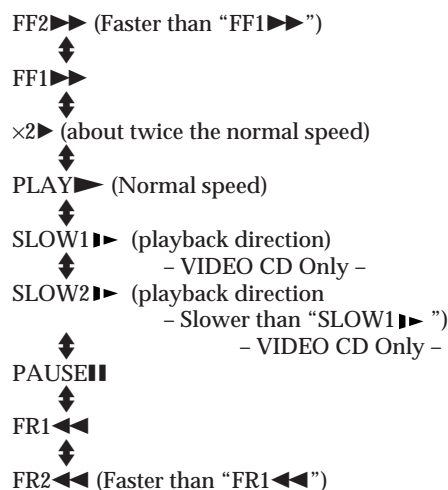 FF2▶▶ (Faster than “FF1▶▶”)
FF1▶▶
×2▶ (about twice the normal speed)
PLAY▶ (Normal speed)
SLOW1▮▶ (playback direction)
– VIDEO CD Only –
SLOW2▮▶ (playback direction
– Slower than “SLOW1▮▶ ”)
– VIDEO CD Only –
PAUSE▮▮
FR1◀◀
FR2◀◀ (Faster than “FR1◀◀”)